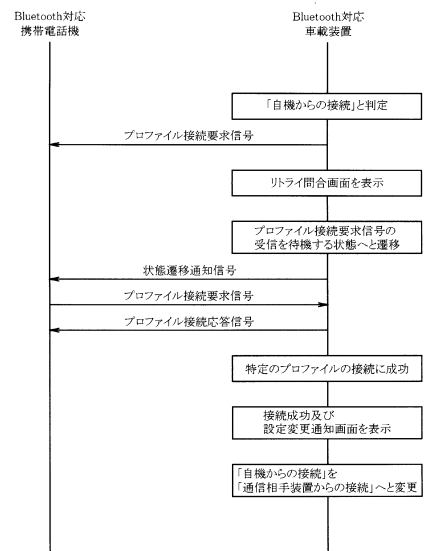 Bluetooth対応
携帯電話機
Bluetooth対応
車載装置
「自機からの接続」と判定
プロファイル接続要求信号
リトライ問合画面を表示
プロファイル接続要求信号の
受信を待機する状態へと遷移
状態遷移通知信号
プロファイル接続要求信号
プロファイル接続応答信号
特定のプロファイルの接続に成功
接続成功及び
設定変更通知画面を表示
「自機からの接続」を
「通信相手装置からの接続」へと変更